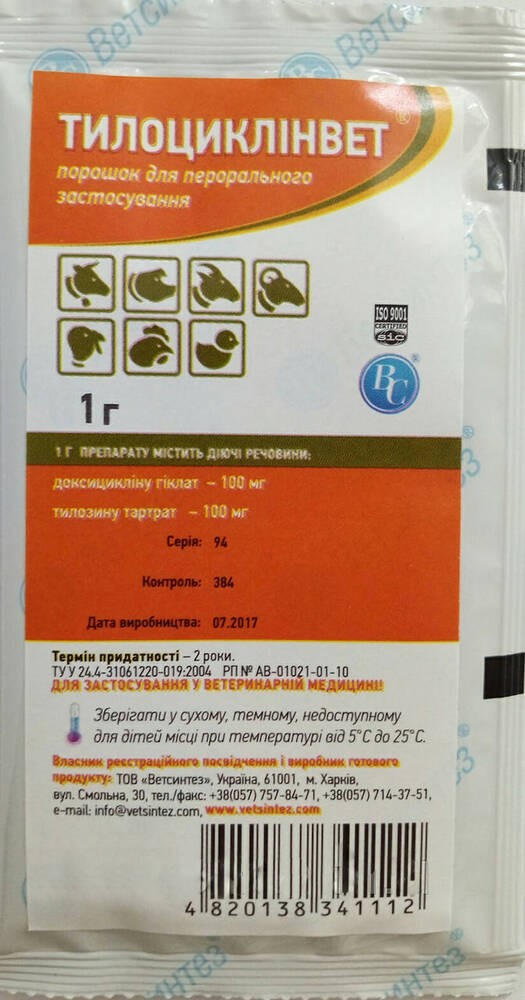 Ветсинтез
ВС
ТИЛОЦИКЛІНВЕТ®
порошок для перорального
застосування
ISO 9001
CERTIFIED
sic
ВС®
1 г
1 Г ПРЕПАРАТУ МІСТИТЬ ДІЮЧІ РЕЧОВИНИ:
доксицикліну гіклат – 100 мг
тилозину тартрат – 100 мг
Серія: 94
Контроль: 384
Дата виробництва: 07.2017
Термін придатності – 2 роки.
ТУ У 24.4-31061220-019:2004 РП № АВ-01021-01-10
ДЛЯ ЗАСТОСУВАННЯ У ВЕТЕРИНАРНІЙ МЕДИЦИНІ!
Зберігати у сухому, темному, недоступному
для дітей місці при температурі від 5°С до 25°С.
Власник реєстраційного посвідчення і виробник готового
продукту: ТОВ «Ветсинтез», Україна, 61001, м. Харків,
вул. Смольна, 30, тел./факс: +38(057) 757-84-71, +38(057) 714-37-51,
e-mail: info@vetsintez.com, www.vetsintez.com
4 820138 341112